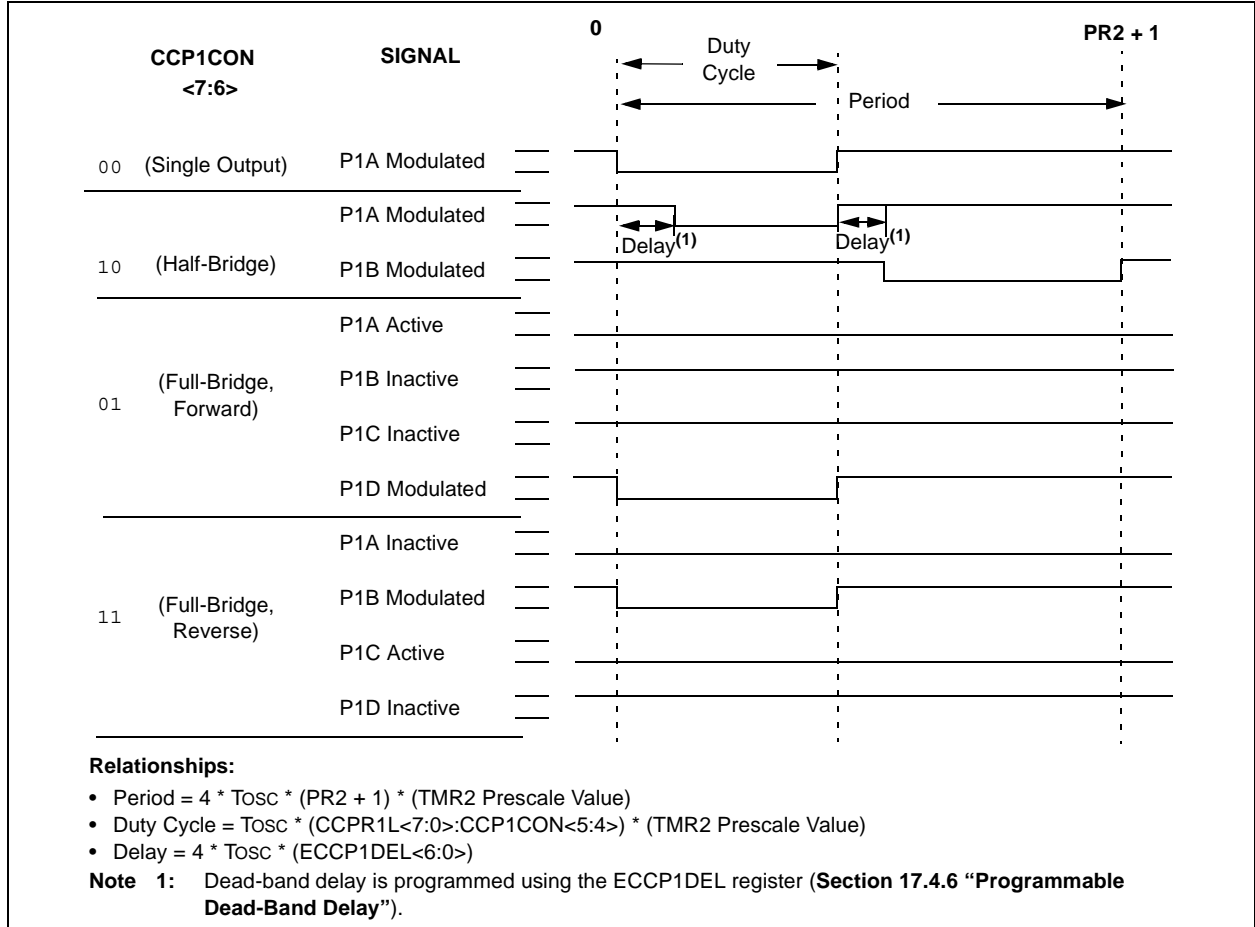 0
PR2 + 1
CCP1CON
<7:6>
SIGNAL
Duty
Cycle
Period
00 (Single Output) P1A Modulated
P1A Modulated
Delay(1) Delay(1)
10 (Half-Bridge) P1B Modulated
P1A Active
P1B Inactive
01 (Full-Bridge,
Forward)
P1C Inactive
P1D Modulated
P1A Inactive
P1B Modulated
11 (Full-Bridge,
Reverse)
P1C Active
P1D Inactive
Relationships:
• Period = 4 * TOSC * (PR2 + 1) * (TMR2 Prescale Value)
• Duty Cycle = TOSC * (CCPR1L<7:0>:CCP1CON<5:4>) * (TMR2 Prescale Value)
• Delay = 4 * TOSC * (ECCP1DEL<6:0>)
Note 1: Dead-band delay is programmed using the ECCP1DEL register (Section 17.4.6 “Programmable
Dead-Band Delay”).